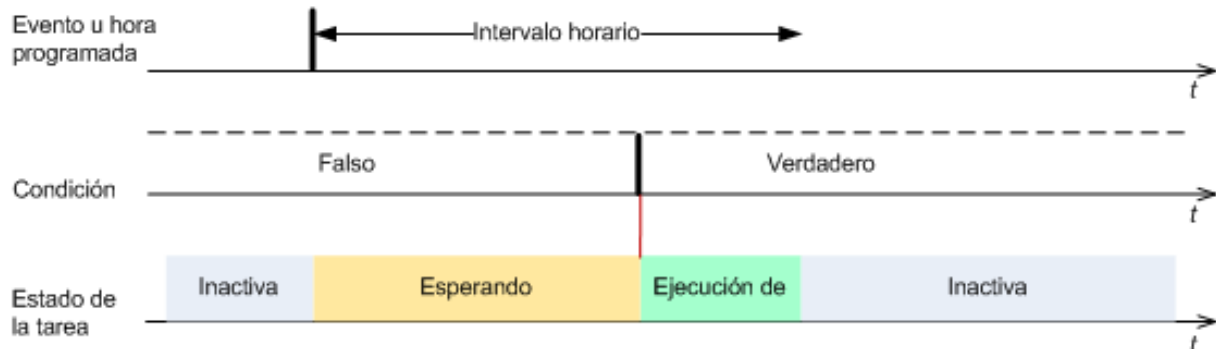 Evento u hora
programada
Intervalo horario
t
Falso
Verdadero
Condición
t
Inactiva
Esperando
Ejecución de
Inactiva
Estado de
la tarea
t